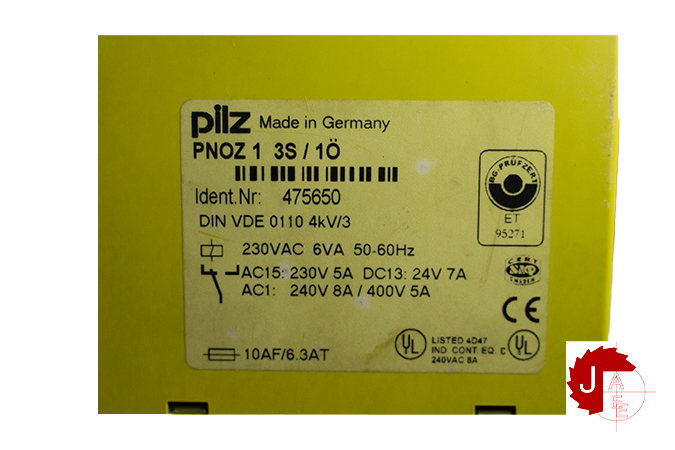 pilz Made in Germany
PNOZ 1 3S / 1Ö
Ident.Nr: 475650
DIN VDE 0110 4kV/3
230VAC 6VA 50-60Hz
AC15: 230V 5A DC13: 24V 7A
AC1: 240V 8A / 400V 5A
10AF/6.3AT
BG-PRÜFZERT
ET
95271
CERT
CE
UL
LISTED 4D47
IND. CONT. EQ.
240VAC 8A
C UL
J
A
E